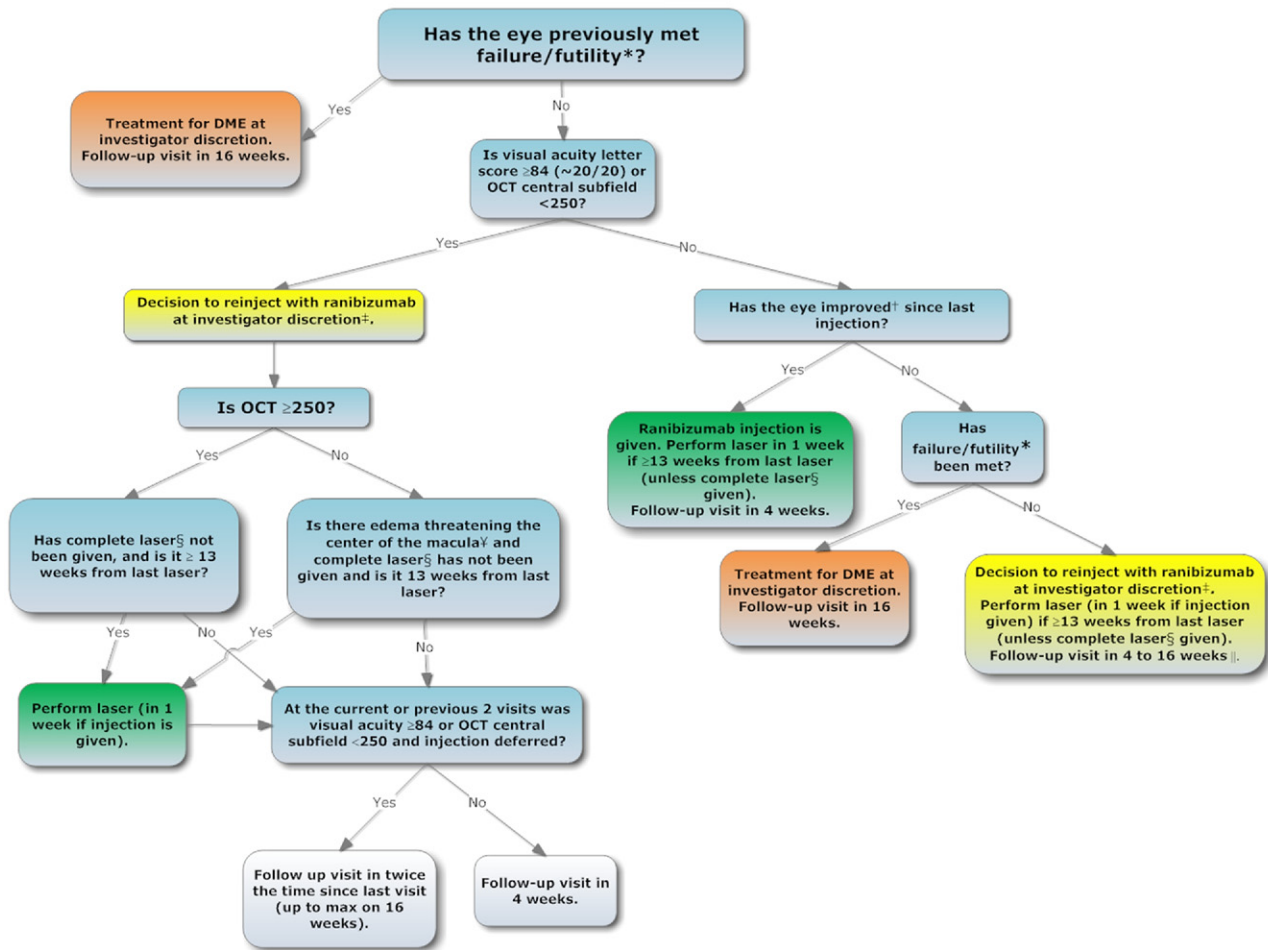 Has the eye previously met
failure/futility*?
Yes
No
Treatment for DME at
investigator discretion.
Follow-up visit in 16 weeks.
Is visual acuity letter
score ≥84 (~20/20) or
OCT central subfield
<250?
Yes
No
Decision to reinject with ranibizumab
at investigator discretion‡.
Has the eye improved† since last
injection?
Is OCT ≥250?
Yes
No
Yes
No
Ranibizumab injection is
given. Perform laser in 1 week
if ≥13 weeks from last laser
(unless complete laser§
given).
Follow-up visit in 4 weeks.
Has
failure/futility*
been met?
Has complete laser§ not
been given, and is it ≥ 13
weeks from last laser?
Is there edema threatening the
center of the macula¥ and
complete laser§ has not been
given and is it 13 weeks from last
laser?
Yes
No
Treatment for DME at
investigator discretion.
Follow-up visit in 16
weeks.
Decision to reinject with ranibizumab
at investigator discretion‡.
Perform laser (in 1 week if injection
given) if ≥13 weeks from last laser
(unless complete laser§ given).
Follow-up visit in 4 to 16 weeks‖.
Yes
No
Yes
No
Perform laser (in 1
week if injection is
given).
At the current or previous 2 visits was
visual acuity ≥84 or OCT central
subfield <250 and injection deferred?
Yes
No
Follow up visit in twice
the time since last visit
(up to max on 16
weeks).
Follow-up visit in
4 weeks.